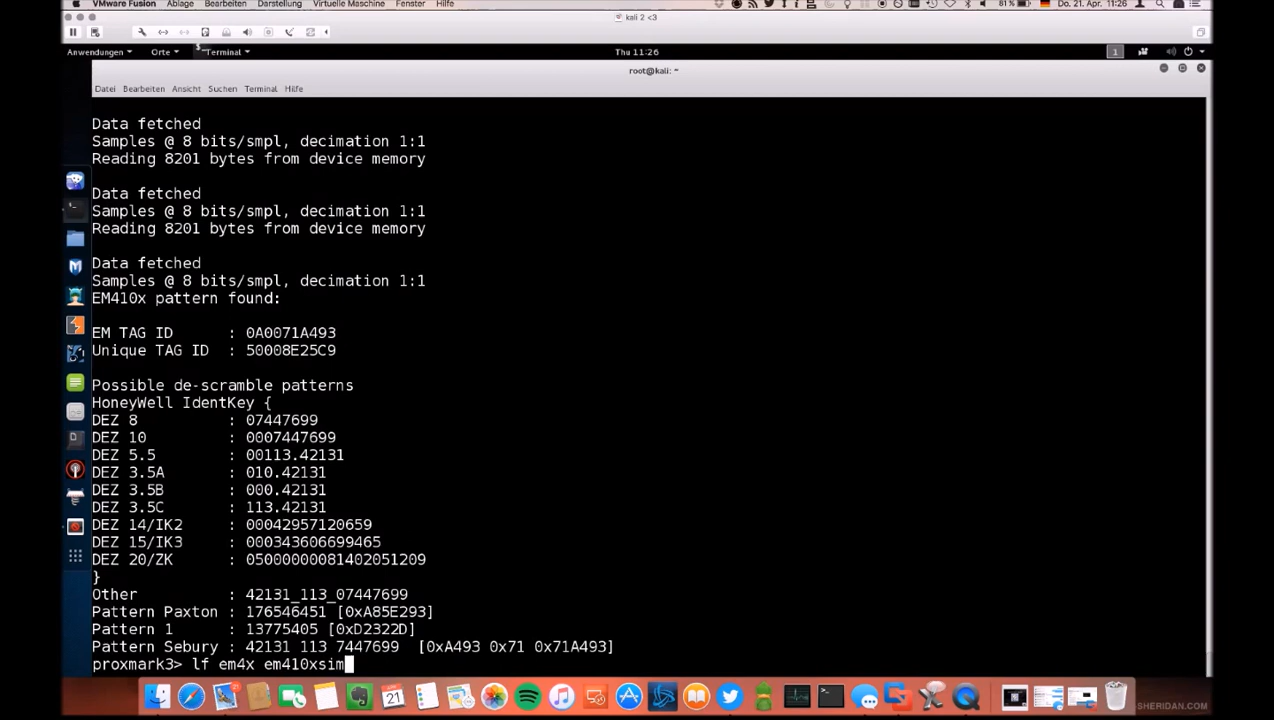 VMware Fusion Ablage Bearbeiten Darstellung Virtuelle Maschine Fenster Hilfe 81 % Do. 21. Apr. 11:26
kali 2 <3
Anwendungen Orte Terminal Thu 11:26 1
root@kali: ~
Datei Bearbeiten Ansicht Suchen Terminal Hilfe
Data fetched
Samples @ 8 bits/smpl, decimation 1:1
Reading 8201 bytes from device memory
Data fetched
Samples @ 8 bits/smpl, decimation 1:1
Reading 8201 bytes from device memory
Data fetched
Samples @ 8 bits/smpl, decimation 1:1
EM410x pattern found:
EM TAG ID : 0A0071A493
Unique TAG ID : 50008E25C9
Possible de-scramble patterns
HoneyWell IdentKey {
DEZ 8 : 07447699
DEZ 10 : 0007447699
DEZ 5.5 : 00113.42131
DEZ 3.5A : 010.42131
DEZ 3.5B : 000.42131
DEZ 3.5C : 113.42131
DEZ 14/IK2 : 00042957120659
DEZ 15/IK3 : 000343606699465
DEZ 20/ZK : 05000000081402051209
}
Other : 42131_113_07447699
Pattern Paxton : 176546451 [0xA85E293]
Pattern 1 : 13775405 [0xD2322D]
Pattern Sebury : 42131 113 7447699 [0xA493 0x71 0x71A493]
proxmark3> lf em4x em410xsim
SHERIDAN.COM